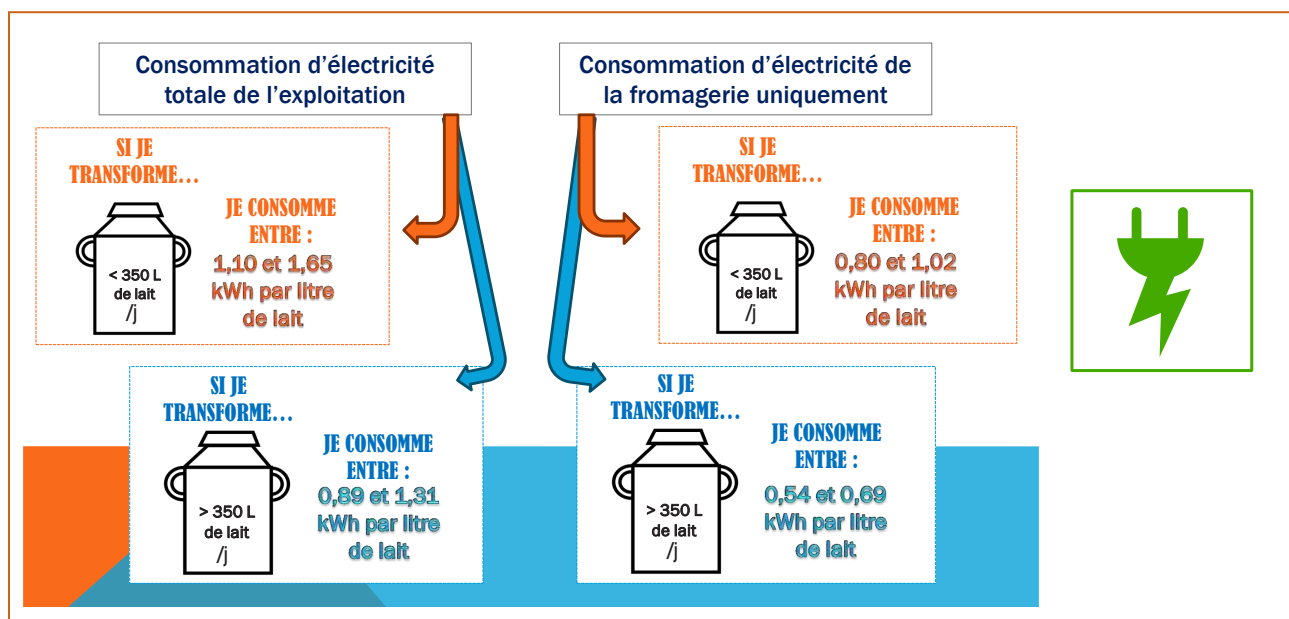 Consommation d'électricité
totale de l'exploitation
Consommation d'électricité de
la fromagerie uniquement
SI JE
TRANSFORME…
< 350 L
de lait
/j
JE CONSOMME
ENTRE :
1,10 et 1,65
kWh par litre
de lait
SI JE
TRANSFORME…
< 350 L
de lait
/j
JE CONSOMME
ENTRE :
0,80 et 1,02
kWh par litre
de lait
SI JE
TRANSFORME…
> 350 L
de lait
/j
JE CONSOMME
ENTRE :
0,89 et 1,31
kWh par litre
de lait
SI JE
TRANSFORME…
> 350 L
de lait
/j
JE CONSOMME
ENTRE :
0,54 et 0,69
kWh par litre
de lait